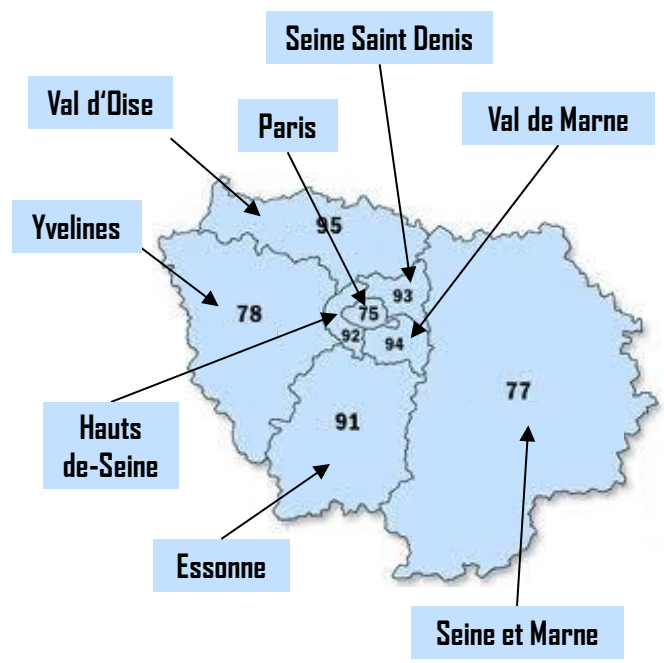 Seine Saint Denis
Val d'Oise
Paris
Val de Marne
Yvelines
95
93
78
75
92
94
77
Hauts
de-Seine
91
Essonne
Seine et Marne